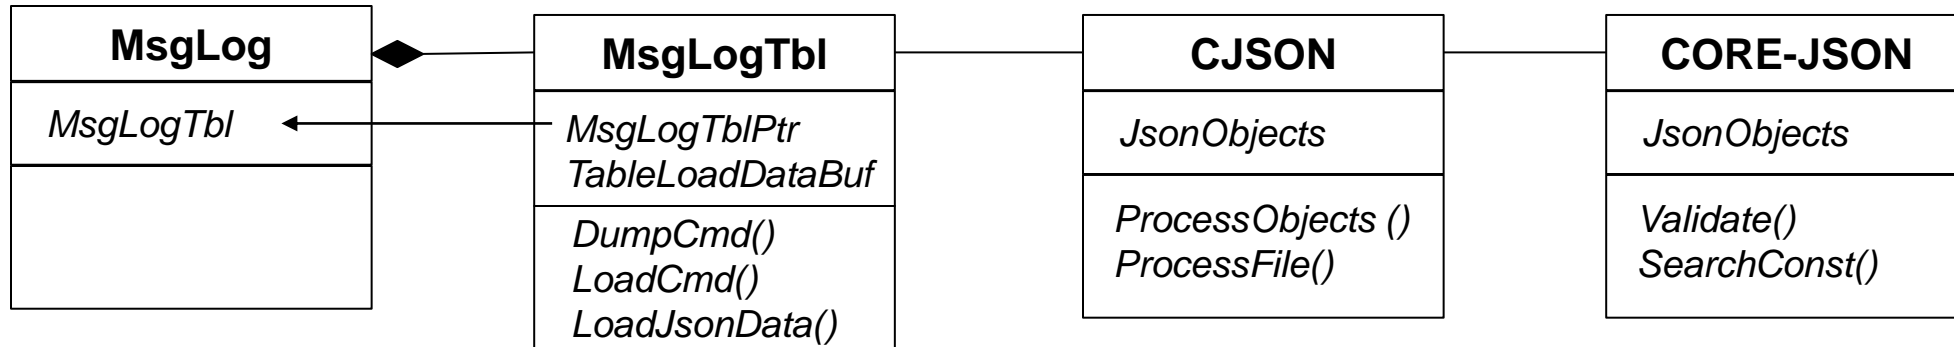 MsgLog
MsgLogTbl
MsgLogTbl
MsgLogTblPtr
TableLoadDataBuf
DumpCmd()
LoadCmd()
LoadJsonData()
CJSON
JsonObjects
ProcessObjects ()
ProcessFile()
CORE-JSON
JsonObjects
Validate()
SearchConst()